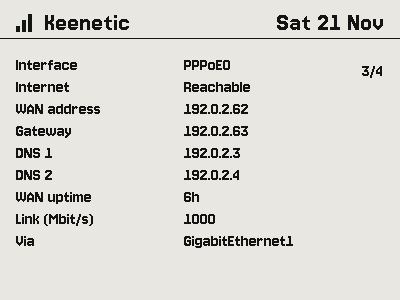 Keenetic Sat 21 Nov
3/4
Interface PPPoE0
Internet Reachable
WAN address 192.0.2.62
Gateway 192.0.2.63
DNS 1 192.0.2.3
DNS 2 192.0.2.4
WAN uptime 6h
Link (Mbit/s) 1000
Via GigabitEthernet1